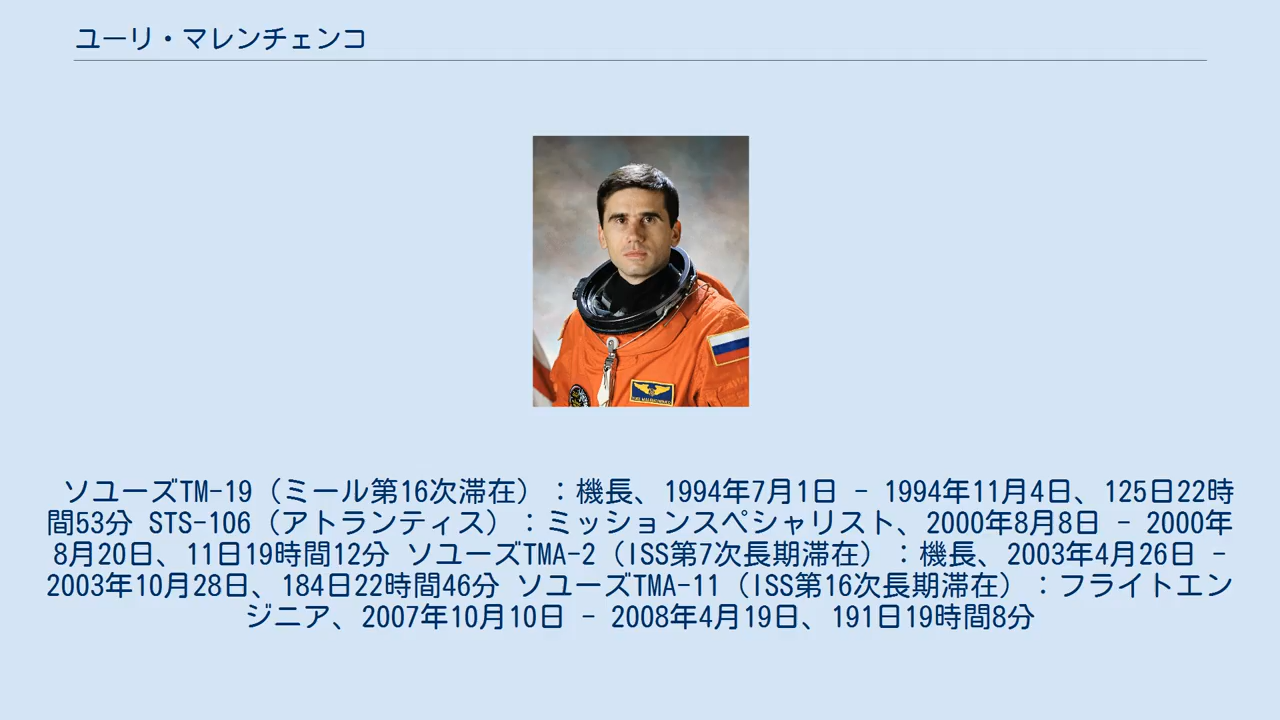 ユーリ・マレンチェンコ
ソユーズTM-19（ミール第16次滞在）：機長、1994年7月1日 - 1994年11月4日、125日22時
間53分 STS-106（アトランティス）：ミッションスペシャリスト、2000年8月8日 - 2000年
8月20日、11日19時間12分 ソユーズTMA-2（ISS第7次長期滞在）：機長、2003年4月26日 -
2003年10月28日、184日22時間46分 ソユーズTMA-11（ISS第16次長期滞在）：フライトエン
ジニア、2007年10月10日 - 2008年4月19日、191日19時間8分